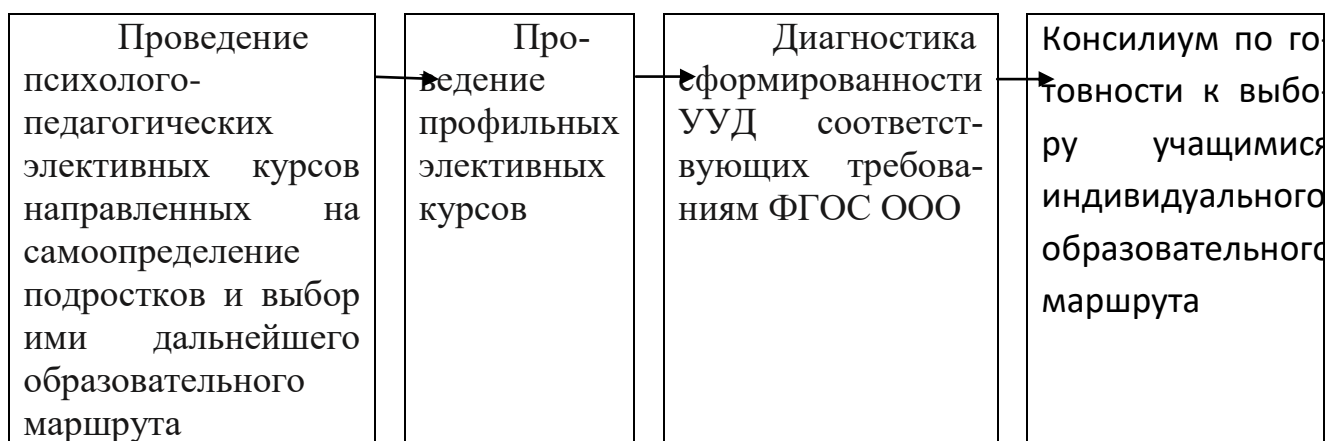 Проведение
психолого-
педагогических
элективных курсов
направленных на
самоопределение
подростков и выбор
ими дальнейшего
образовательного
маршрута
Про-
ведение
профильных
элективных
курсов
Диагностика
сформированности
УУД соответст-
вующих требова-
ниям ФГОС ООО
Консилиум по го-
товности к выбо-
ру учащимися
индивидуального
образовательного
маршрута